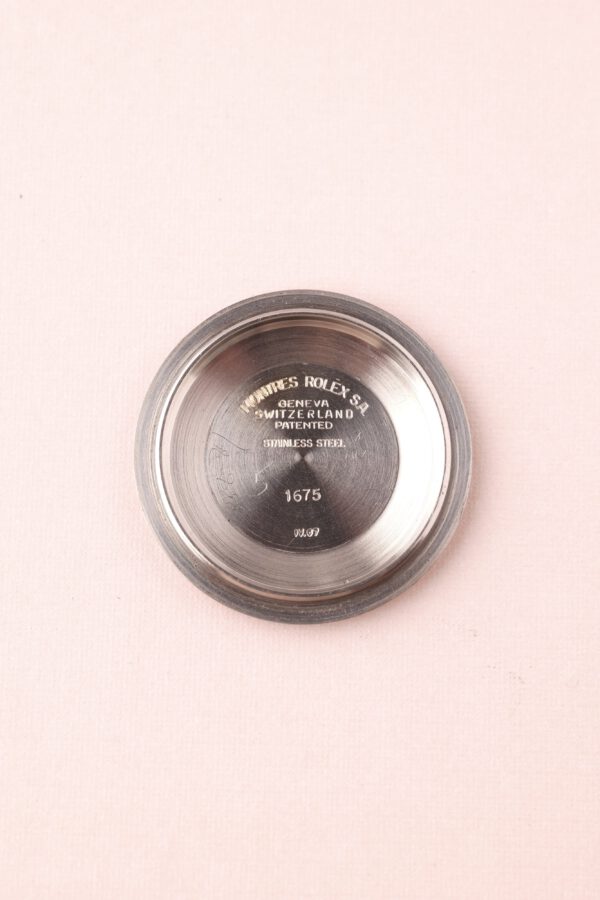 MONTRES ROLEX S.A.
GENEVA
SWITZERLAND
PATENTED
STAINLESS STEEL
1675
IV.67